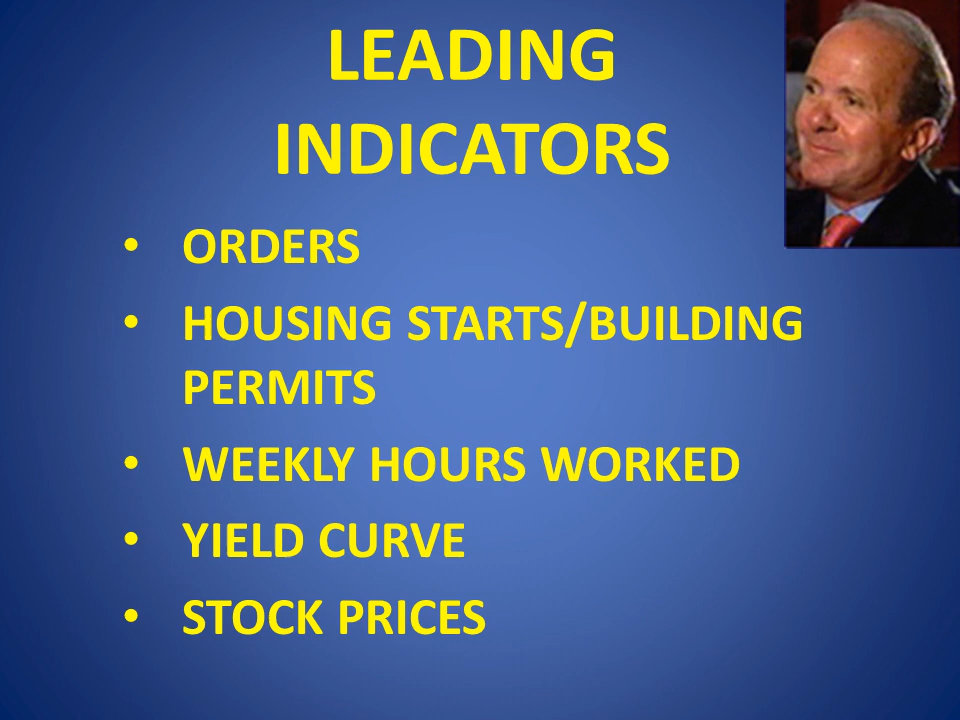 LEADING
INDICATORS
• ORDERS
• HOUSING STARTS/BUILDING
PERMITS
• WEEKLY HOURS WORKED
• YIELD CURVE
• STOCK PRICES